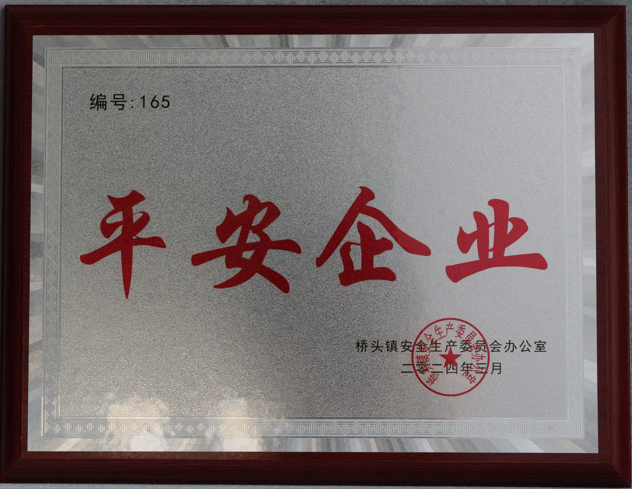 编号:165
平安企业
桥头镇安全生产委员会办公室
二零二四年三月